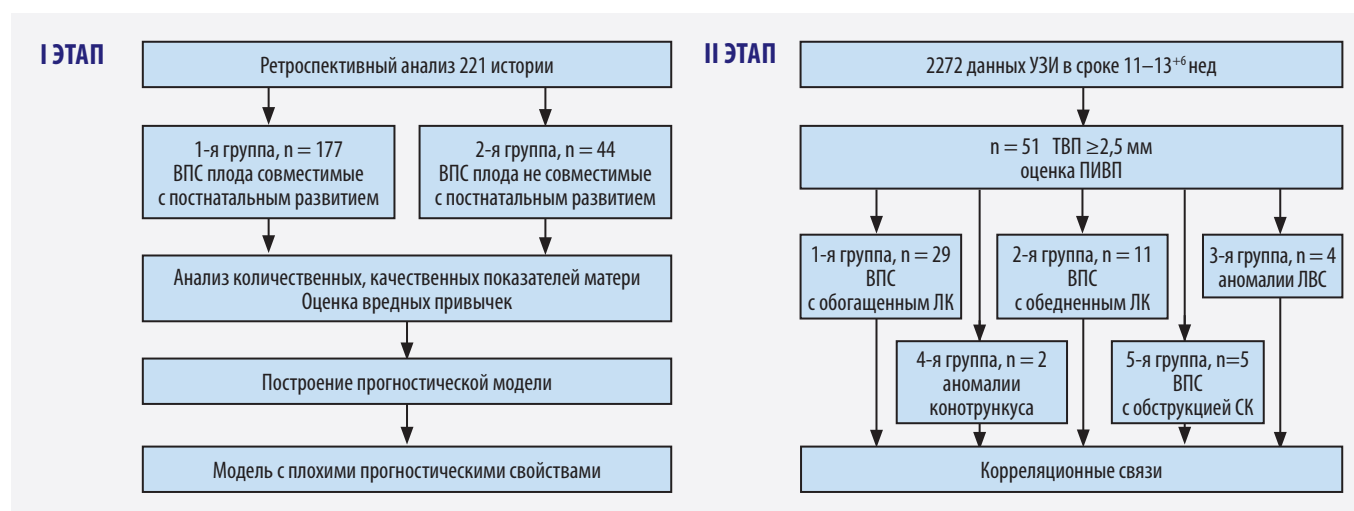 I ЭТАП
Ретроспективный анализ 221 истории
1-я группа, n = 177
ВПС плода совместимые
с постнатальным развитием
2-я группа, n = 44
ВПС плода не совместимые
с постнатальным развитием
Анализ количественных, качественных показателей матери
Оценка вредных привычек
Построение прогностической модели
Модель с плохими прогностическими свойствами
II ЭТАП
2272 данных УЗИ в сроке 11–13⁺⁶ нед
n = 51 ТВП ≥2,5 мм
оценка ПИВП
1-я группа, n = 29
ВПС
с обогащенным ЛК
2-я группа, n = 11
ВПС
с обедненным ЛК
3-я группа, n = 4
аномалии ЛВС
4-я группа, n = 2
аномалии
конотрункуса
5-я группа, n=5
ВПС
с обструкцией СК
Корреляционные связи